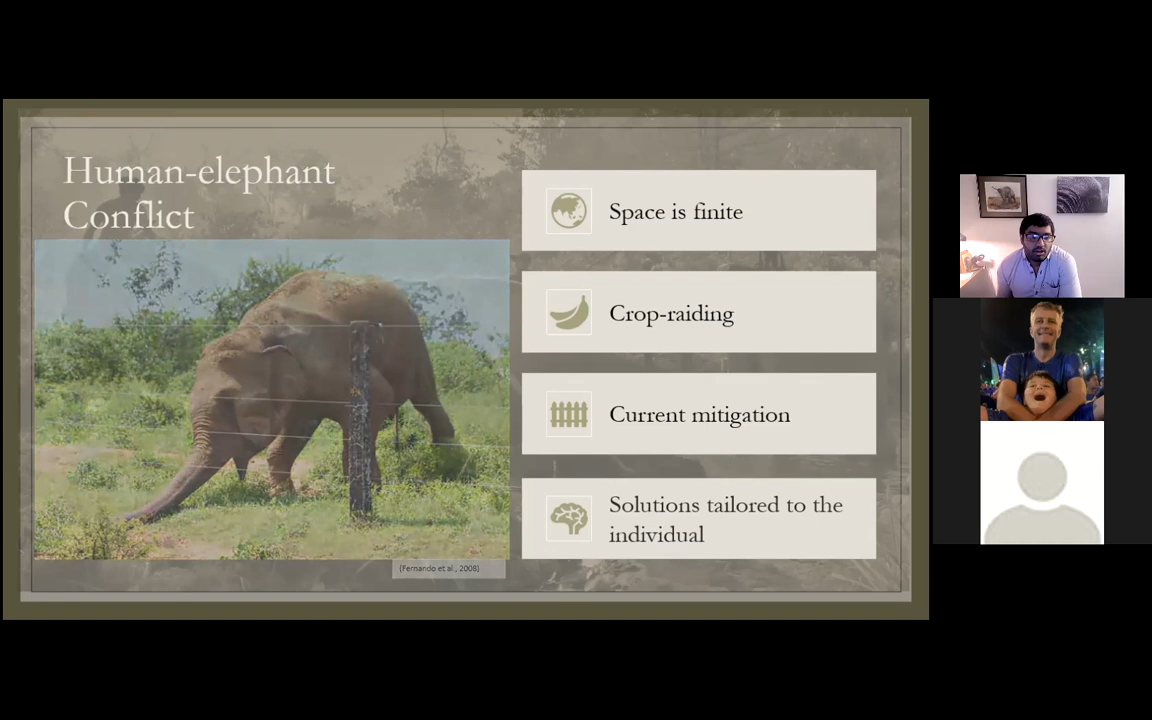 Human-elephant
Conflict
Space is finite
Crop-raiding
Current mitigation
Solutions tailored to the
individual
(Fernando et al., 2008)